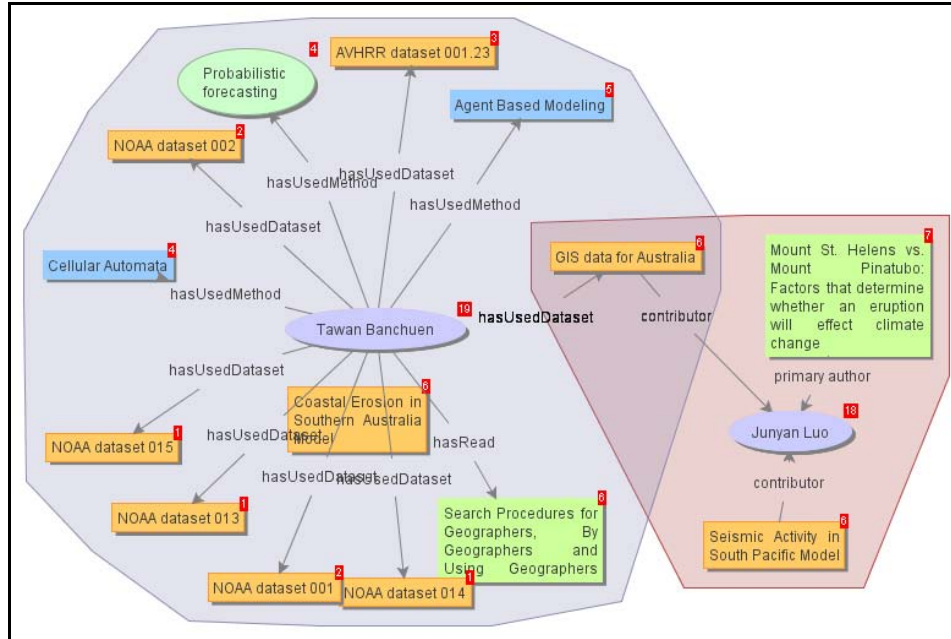 4
Probabilistic
forecasting
3
AVHRR dataset 001.23
5
Agent Based Modeling
2
NOAA dataset 002
hasUsedMethod
hasUsedDataset
hasUsedMethod
hasUsedDataset
4
Cellular Automata
hasUsedMethod
6
GIS data for Australia
7
Mount St. Helens vs.
Mount Pinatubo:
Factors that determine
whether an eruption
will effect climate
change
19
Tawan Banchuen
hasUsedDataset
contributor
primary author
hasUsedDataset
6
Coastal Erosion in
Southern Australia
Model
18
Junyan Luo
1
NOAA dataset 015
hasUsedDataset
hasRead
hasUsedDataset
hasUsedDataset
contributor
1
NOAA dataset 013
6
Search Procedures for
Geographers, By
Geographers and
Using Geographers
6
Seismic Activity in
South Pacific Model
2
NOAA dataset 001
1
NOAA dataset 014